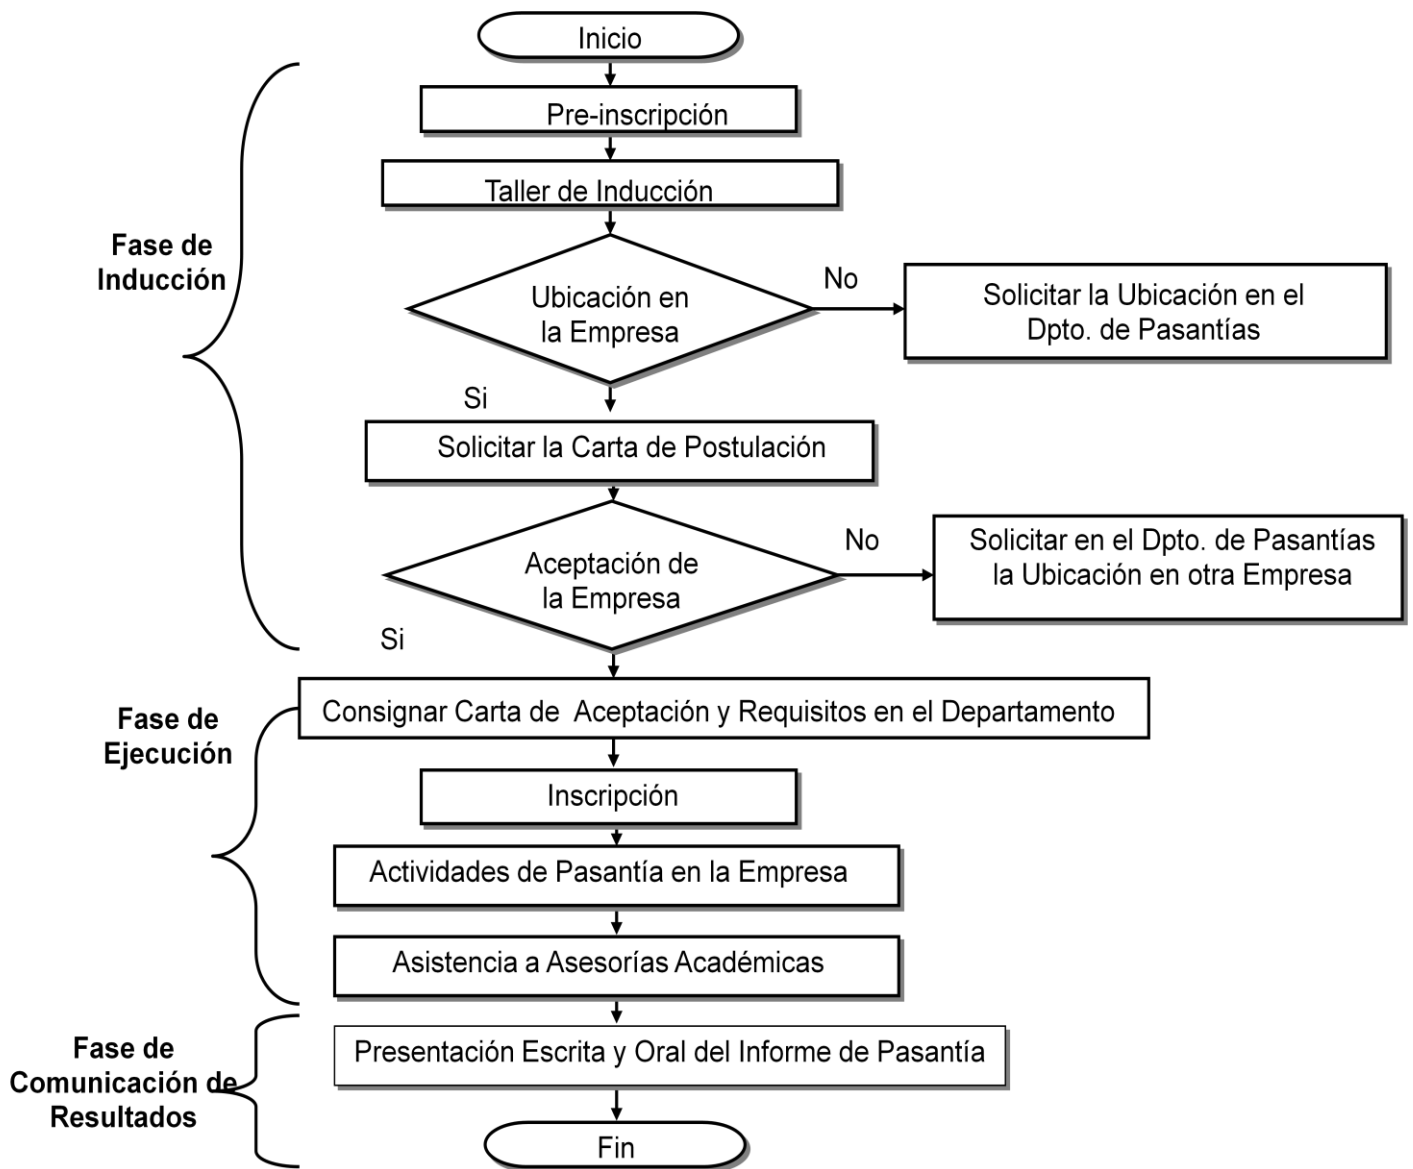 Inicio
Pre-inscripción
Taller de Inducción
Fase de
Inducción
Ubicación en
la Empresa
No
Solicitar la Ubicación en el
Dpto. de Pasantías
Si
Solicitar la Carta de Postulación
Aceptación de
la Empresa
No
Solicitar en el Dpto. de Pasantías
la Ubicación en otra Empresa
Si
Fase de
Ejecución
Consignar Carta de Aceptación y Requisitos en el Departamento
Inscripción
Actividades de Pasantía en la Empresa
Asistencia a Asesorías Académicas
Fase de
Comunicación de
Resultados
Presentación Escrita y Oral del Informe de Pasantía
Fin